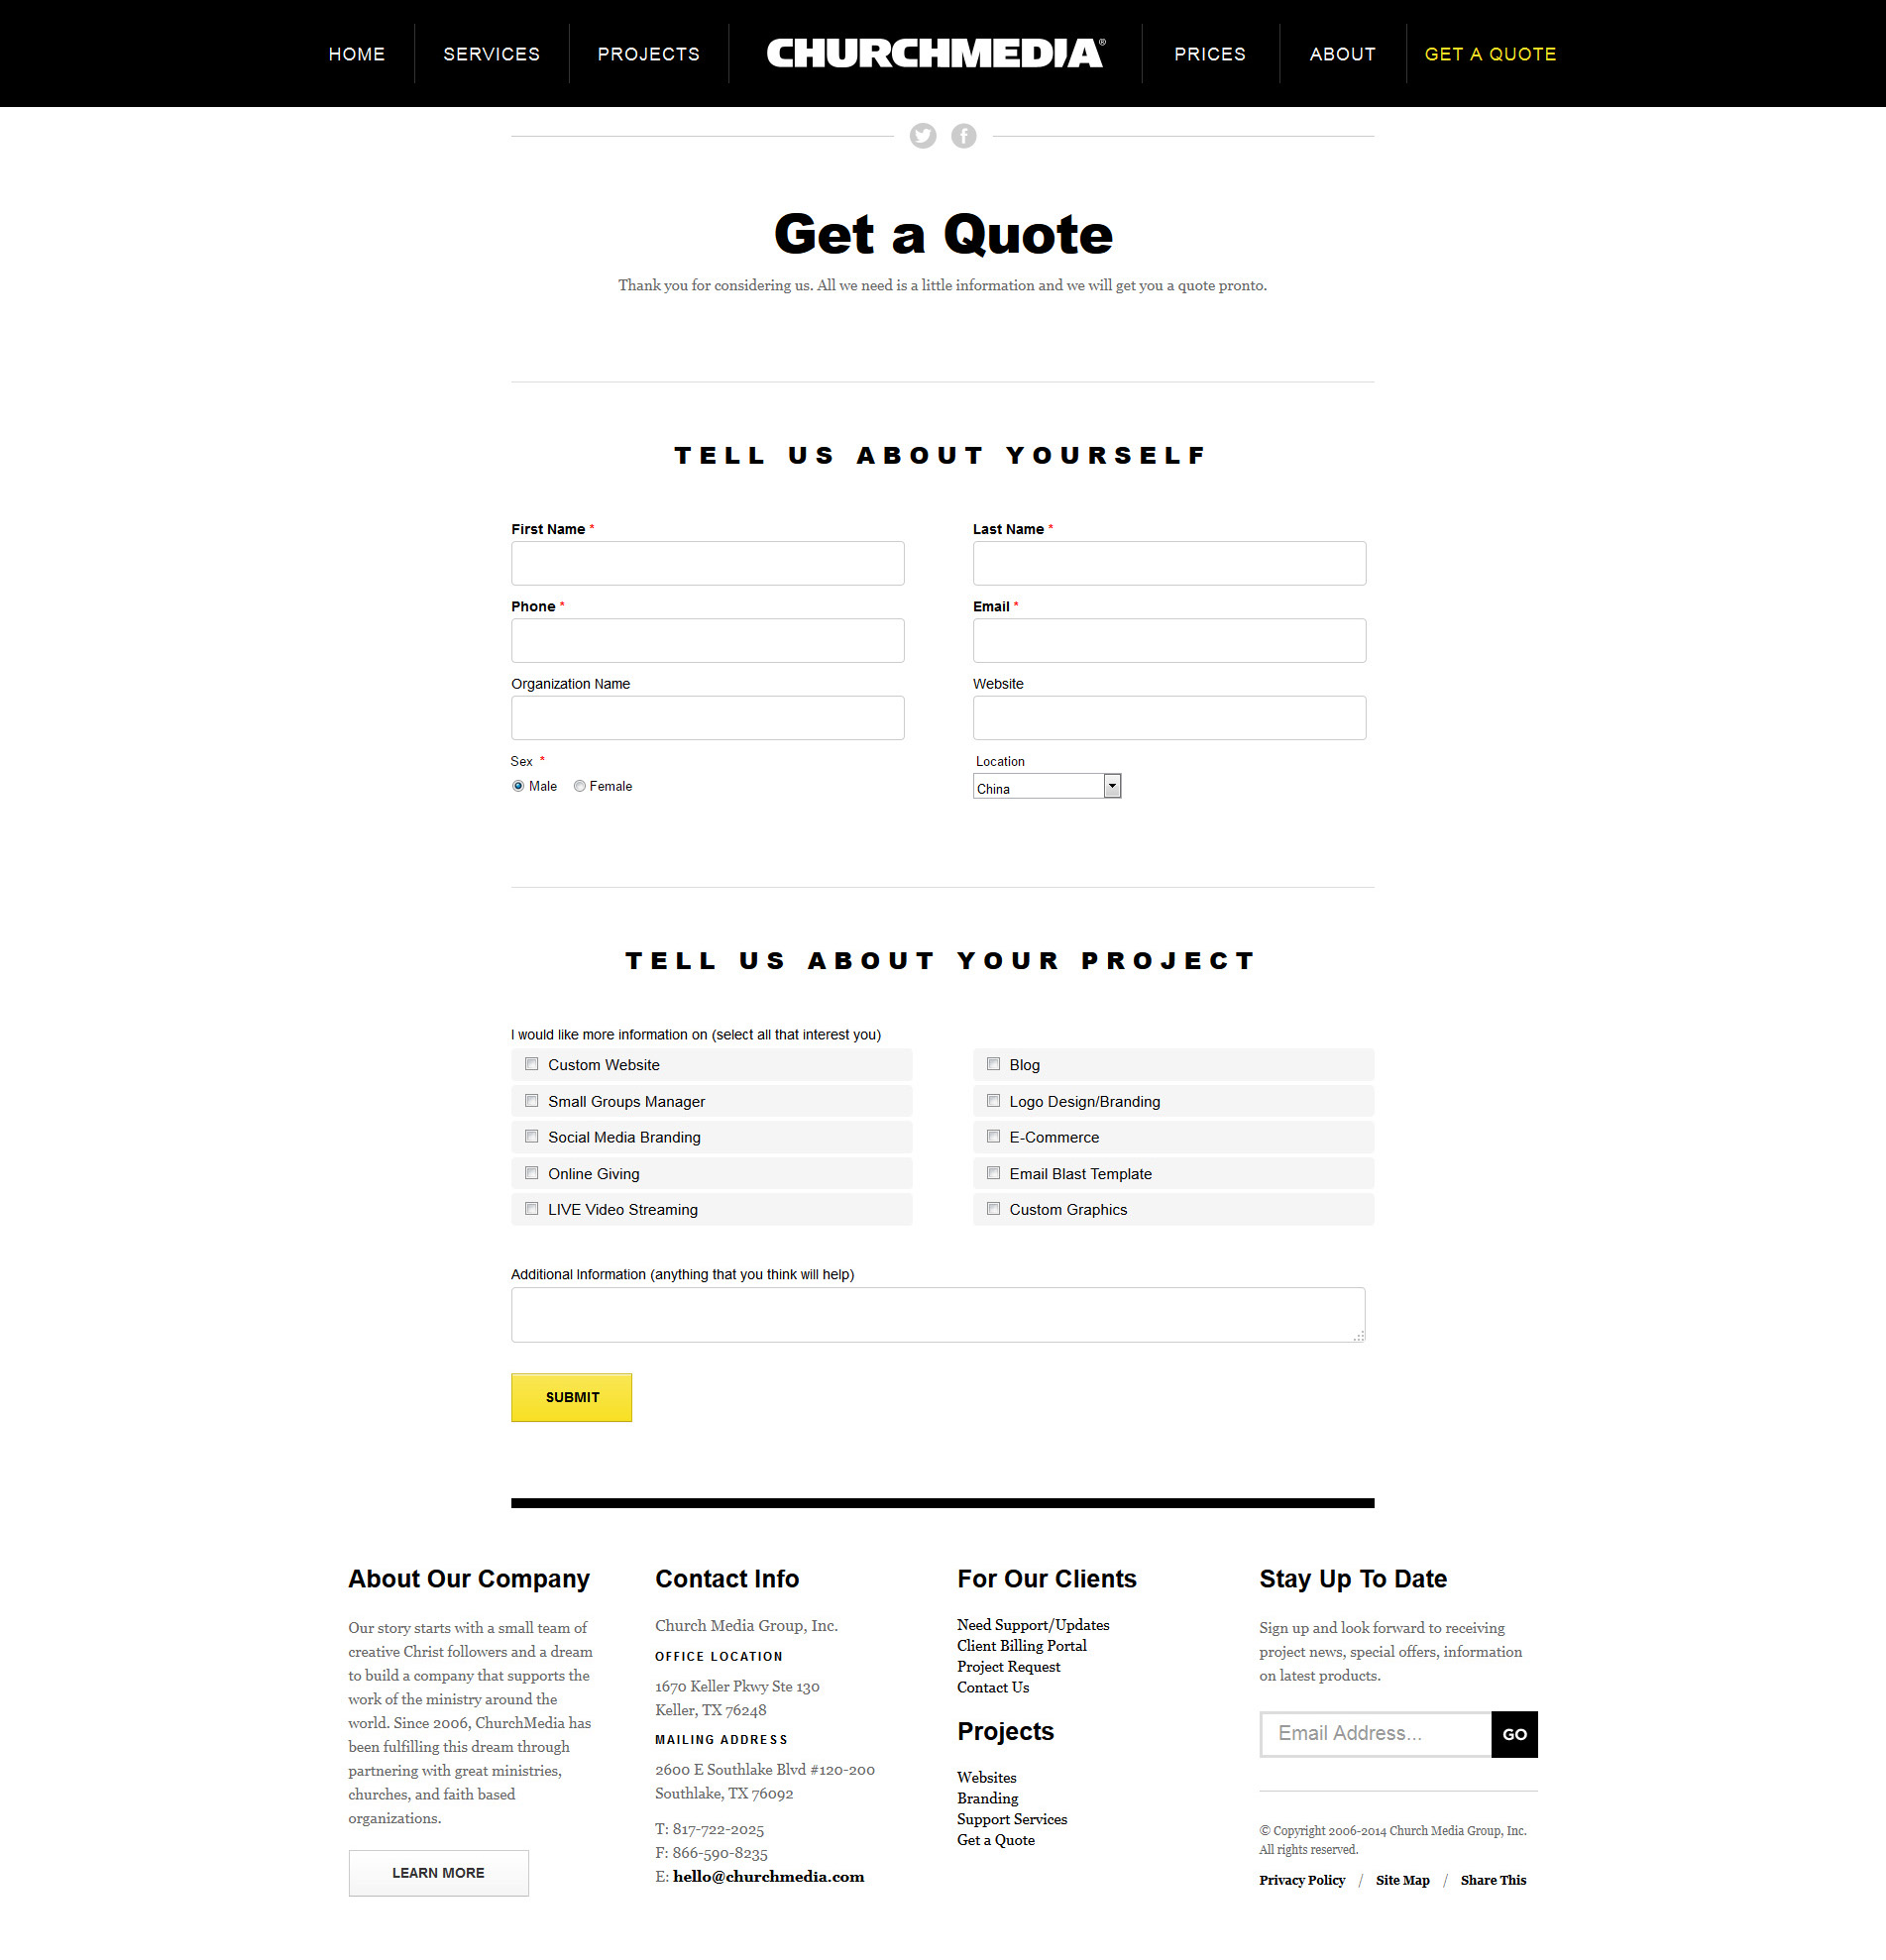 HOME SERVICES PROJECTS CHURCHMEDIA® PRICES ABOUT GET A QUOTE
Get a Quote
Thank you for considering us. All we need is a little information and we will get you a quote pronto.
TELL US ABOUT YOURSELF
First Name * Last Name *
Phone * Email *
Organization Name Website
Sex * Location
Male Female China
TELL US ABOUT YOUR PROJECT
I would like more information on (select all that interest you)
Custom Website Blog
Small Groups Manager Logo Design/Branding
Social Media Branding E-Commerce
Online Giving Email Blast Template
LIVE Video Streaming Custom Graphics
Additional Information (anything that you think will help)
SUBMIT
About Our Company
Our story starts with a small team of
creative Christ followers and a dream
to build a company that supports the
work of the ministry around the
world. Since 2006, ChurchMedia has
been fulfilling this dream through
partnering with great ministries,
churches, and faith based
organizations.
LEARN MORE
Contact Info
Church Media Group, Inc.
OFFICE LOCATION
1670 Keller Pkwy Ste 130
Keller, TX 76248
MAILING ADDRESS
2600 E Southlake Blvd #120-200
Southlake, TX 76092
T: 817-722-2025
F: 866-590-8235
E: hello@churchmedia.com
For Our Clients
Need Support/Updates
Client Billing Portal
Project Request
Contact Us
Projects
Websites
Branding
Support Services
Get a Quote
Stay Up To Date
Sign up and look forward to receiving
project news, special offers, information
on latest products.
Email Address... GO
© Copyright 2006-2014 Church Media Group, Inc.
All rights reserved.
Privacy Policy / Site Map / Share This